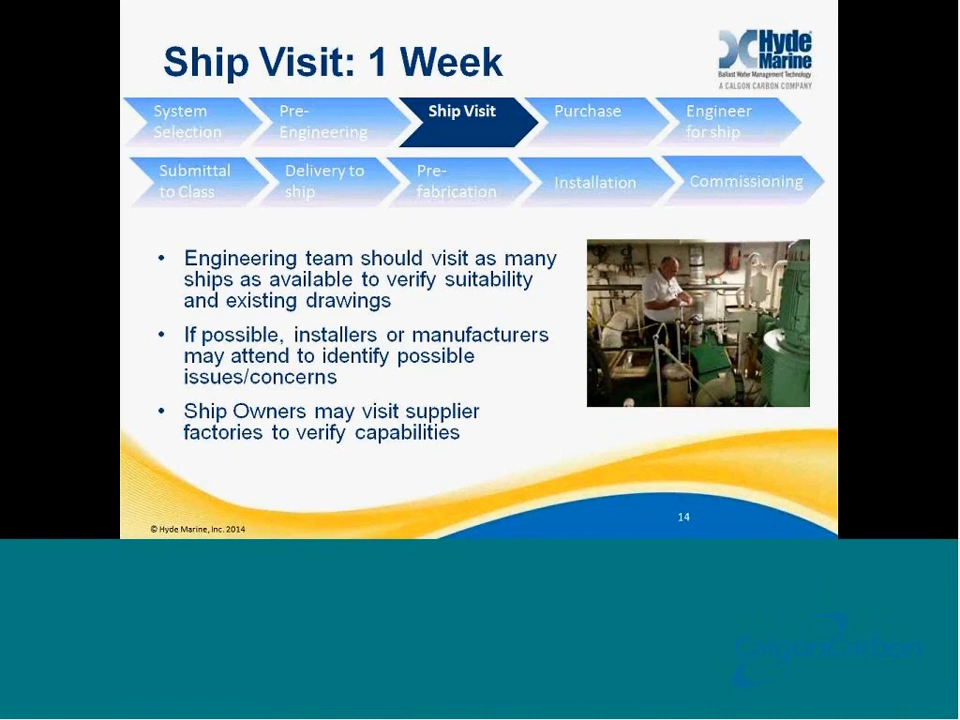 Ship Visit: 1 Week
Hyde
Marine
Ballast Water Management Technology
A CALGON CARBON COMPANY
System
Selection
Pre-
Engineering
Ship Visit
Purchase
Engineer
for ship
Submittal
to Class
Delivery to
ship
Pre-
fabrication
Installation
Commissioning
• Engineering team should visit as many
ships as available to verify suitability
and existing drawings
• If possible, installers or manufacturers
may attend to identify possible
issues/concerns
• Ship Owners may visit supplier
factories to verify capabilities
14
© Hyde Marine, Inc. 2014
CalgonCarbon